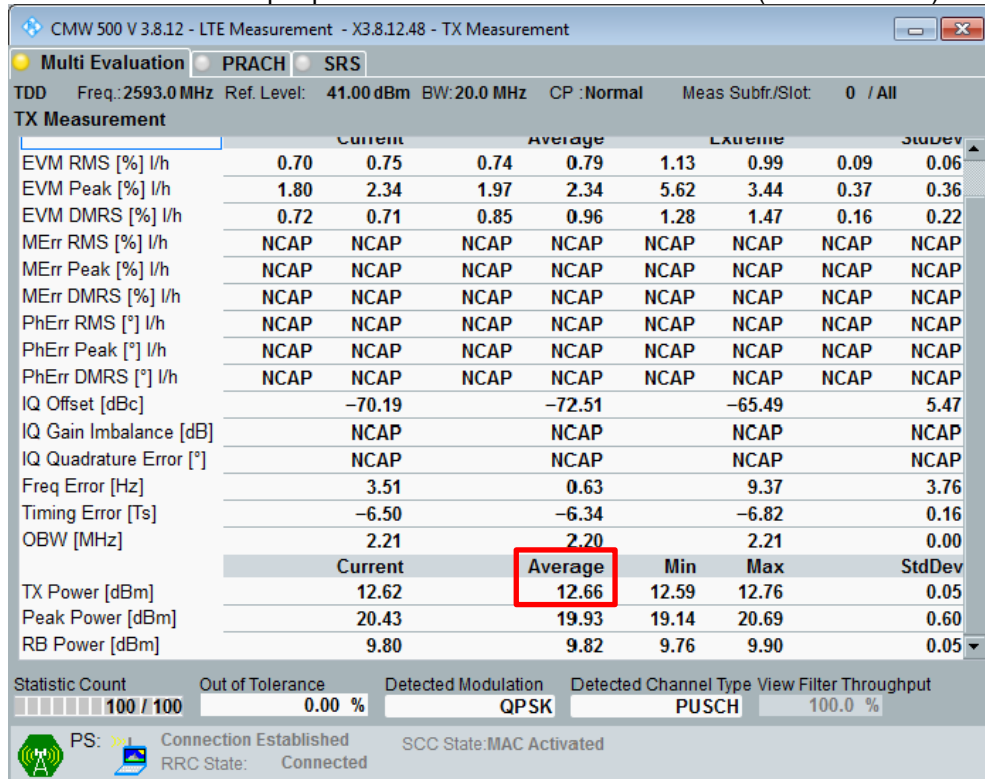 CMW 500 V 3.8.12 - LTE Measurement - X3.8.12.48 - TX Measurement
Multi Evaluation PRACH SRS
TDD Freq.: 2593.0 MHz Ref. Level: 41.00 dBm BW: 20.0 MHz CP : Normal Meas Subfr./Slot: 0 / All
TX Measurement
Current Average Extreme StdDev
EVM RMS [%] l/h 0.70 0.75 0.74 0.79 1.13 0.99 0.09 0.06
EVM Peak [%] l/h 1.80 2.34 1.97 2.34 5.62 3.44 0.37 0.36
EVM DMRS [%] l/h 0.72 0.71 0.85 0.96 1.28 1.47 0.16 0.22
MErr RMS [%] l/h NCAP NCAP NCAP NCAP NCAP NCAP NCAP NCAP
MErr Peak [%] l/h NCAP NCAP NCAP NCAP NCAP NCAP NCAP NCAP
MErr DMRS [%] l/h NCAP NCAP NCAP NCAP NCAP NCAP NCAP NCAP
PhErr RMS [°] l/h NCAP NCAP NCAP NCAP NCAP NCAP NCAP NCAP
PhErr Peak [°] l/h NCAP NCAP NCAP NCAP NCAP NCAP NCAP NCAP
PhErr DMRS [°] l/h NCAP NCAP NCAP NCAP NCAP NCAP NCAP NCAP
IQ Offset [dBc] −70.19 −72.51 −65.49 5.47
IQ Gain Imbalance [dB] NCAP NCAP NCAP NCAP
IQ Quadrature Error [°] NCAP NCAP NCAP NCAP
Freq Error [Hz] 3.51 0.63 9.37 3.76
Timing Error [Ts] −6.50 −6.34 −6.82 0.16
OBW [MHz] 2.21 2.20 2.21 0.00
Current Average Min Max StdDev
TX Power [dBm] 12.62 12.66 12.59 12.76 0.05
Peak Power [dBm] 20.43 19.93 19.14 20.69 0.60
RB Power [dBm] 9.80 9.82 9.76 9.90 0.05
Statistic Count Out of Tolerance Detected Modulation Detected Channel Type View Filter Throughput
100 / 100 0.00 % QPSK PUSCH 100.0 %
PS: Connection Established SCC State: MAC Activated
RRC State: Connected